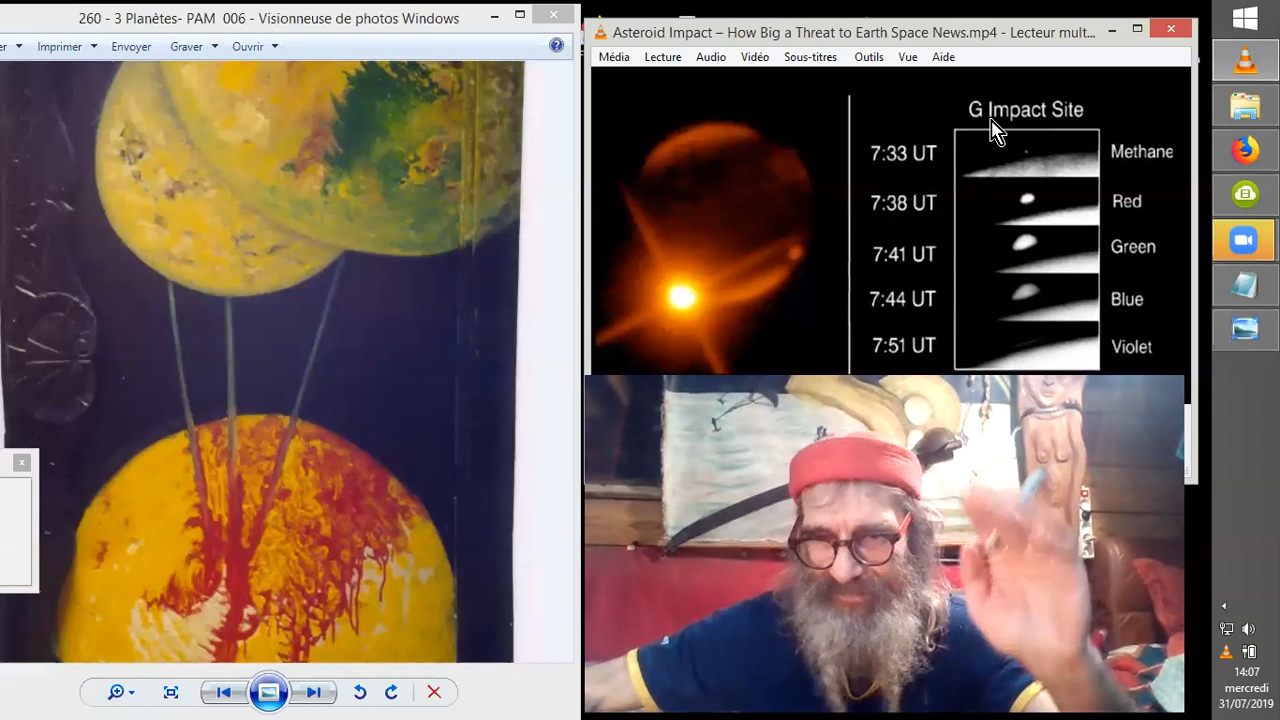 260 - 3 Planètes- PAM 006 - Visionneuse de photos Windows
Imprimer Envoyer Graver Ouvrir
Asteroid Impact – How Big a Threat to Earth Space News.mp4 - Lecteur mult...
Média Lecture Audio Vidéo Sous-titres Outils Vue Aide
G Impact Site
7:33 UT Methane
7:38 UT Red
7:41 UT Green
7:44 UT Blue
7:51 UT Violet
14:07
mercredi
31/07/2019